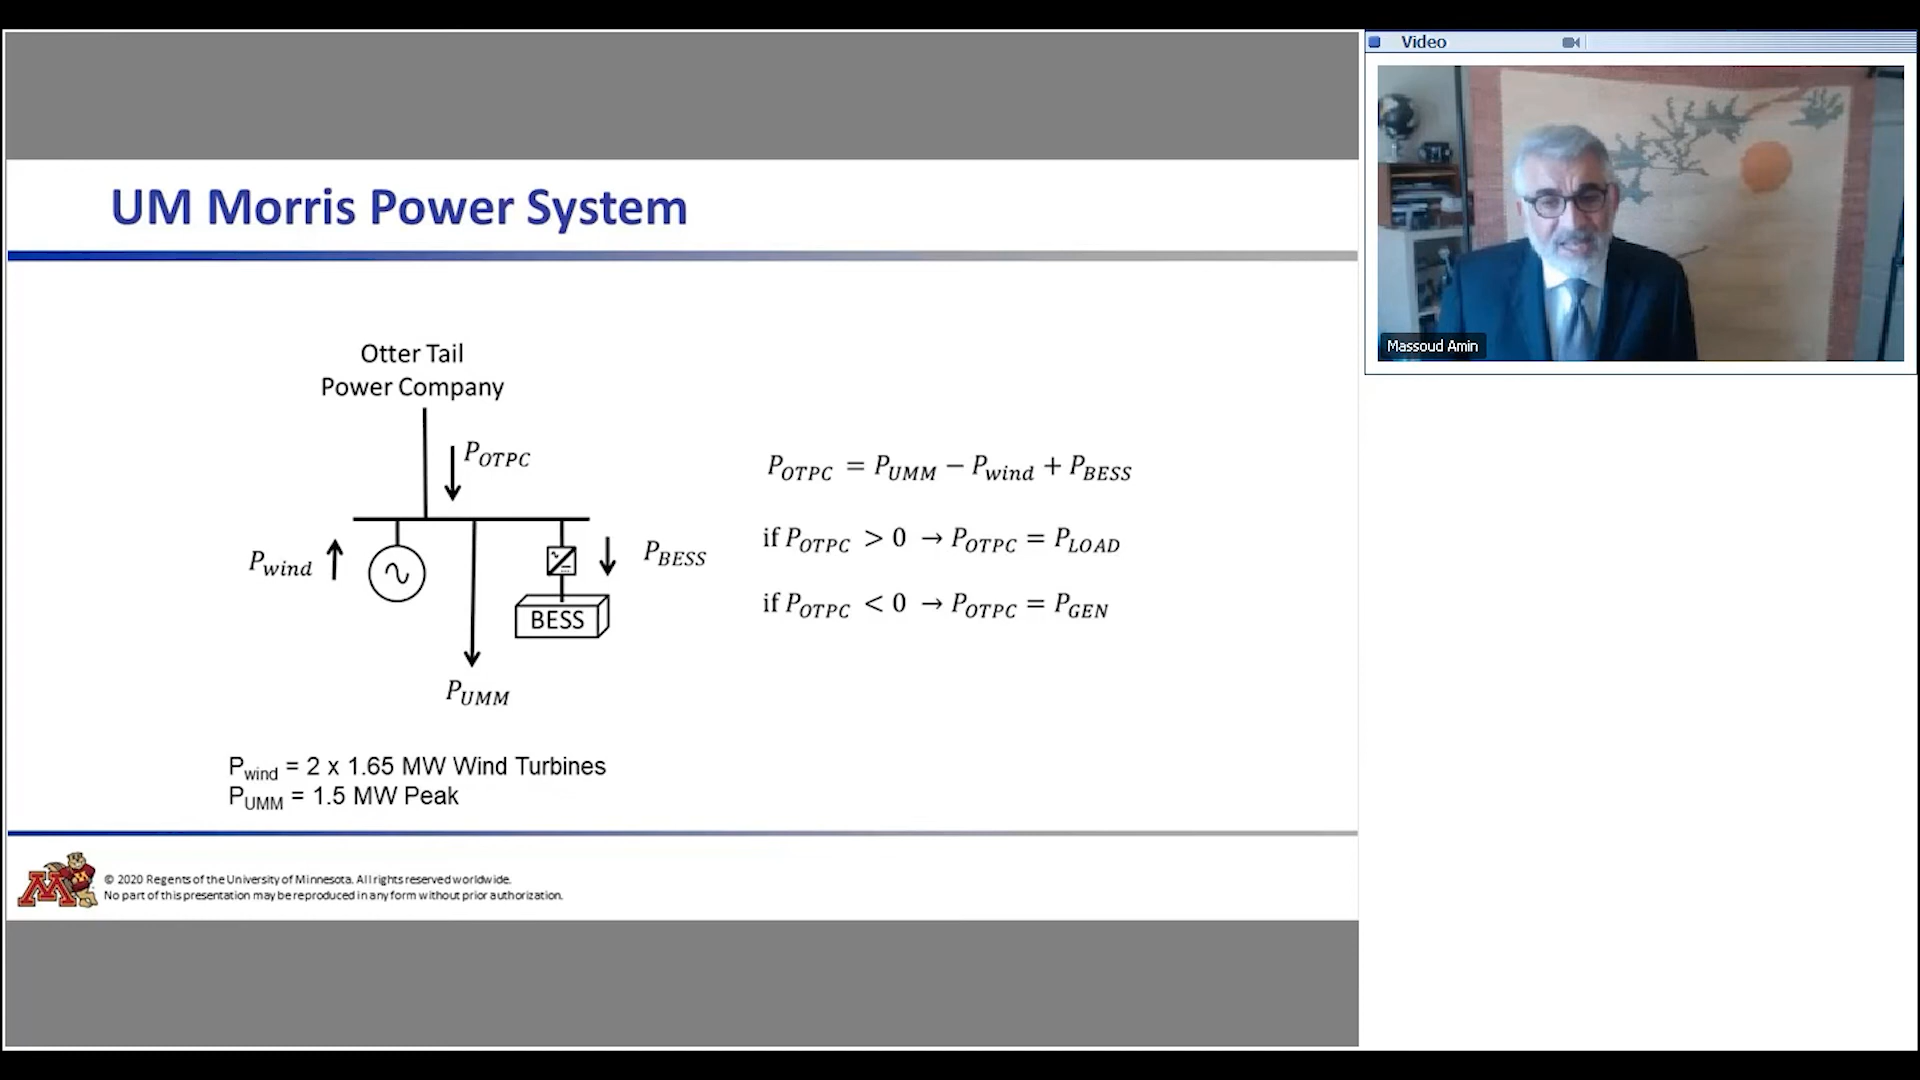 Video
Massoud Amin
UM Morris Power System
Otter Tail
Power Company
P_OTPC
P_wind
P_BESS
BESS
P_UMM
P_OTPC = P_UMM − P_wind + P_BESS
if P_OTPC > 0 → P_OTPC = P_LOAD
if P_OTPC < 0 → P_OTPC = P_GEN
P_wind = 2 x 1.65 MW Wind Turbines
P_UMM = 1.5 MW Peak
M
© 2020 Regents of the University of Minnesota. All rights reserved worldwide.
No part of this presentation may be reproduced in any form without prior authorization.